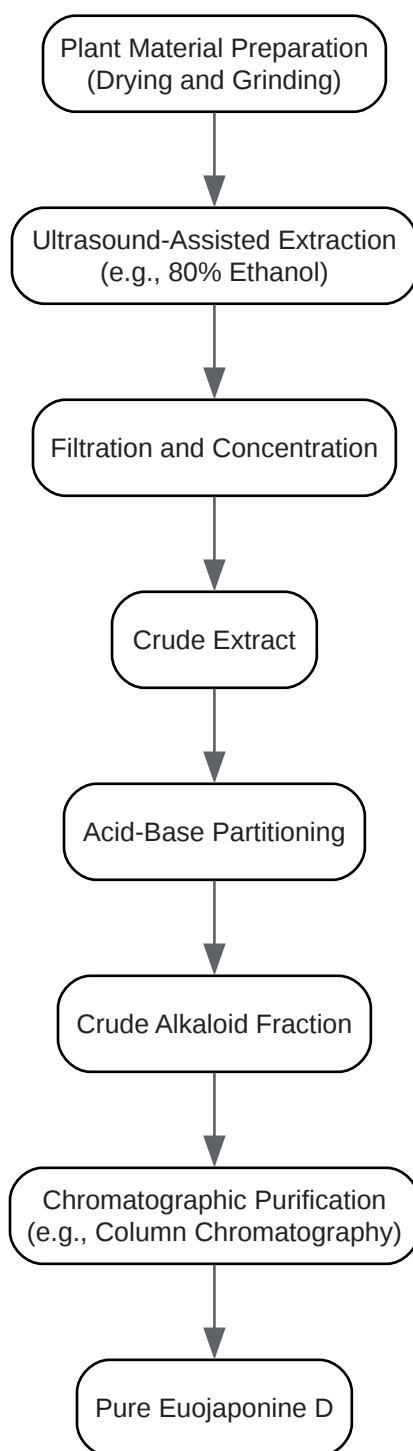 Plant Material Preparation
(Drying and Grinding)
Ultrasound-Assisted Extraction
(e.g., 80% Ethanol)
Filtration and Concentration
Crude Extract
Acid-Base Partitioning
Crude Alkaloid Fraction
Chromatographic Purification
(e.g., Column Chromatography)
Pure Euojaponine D